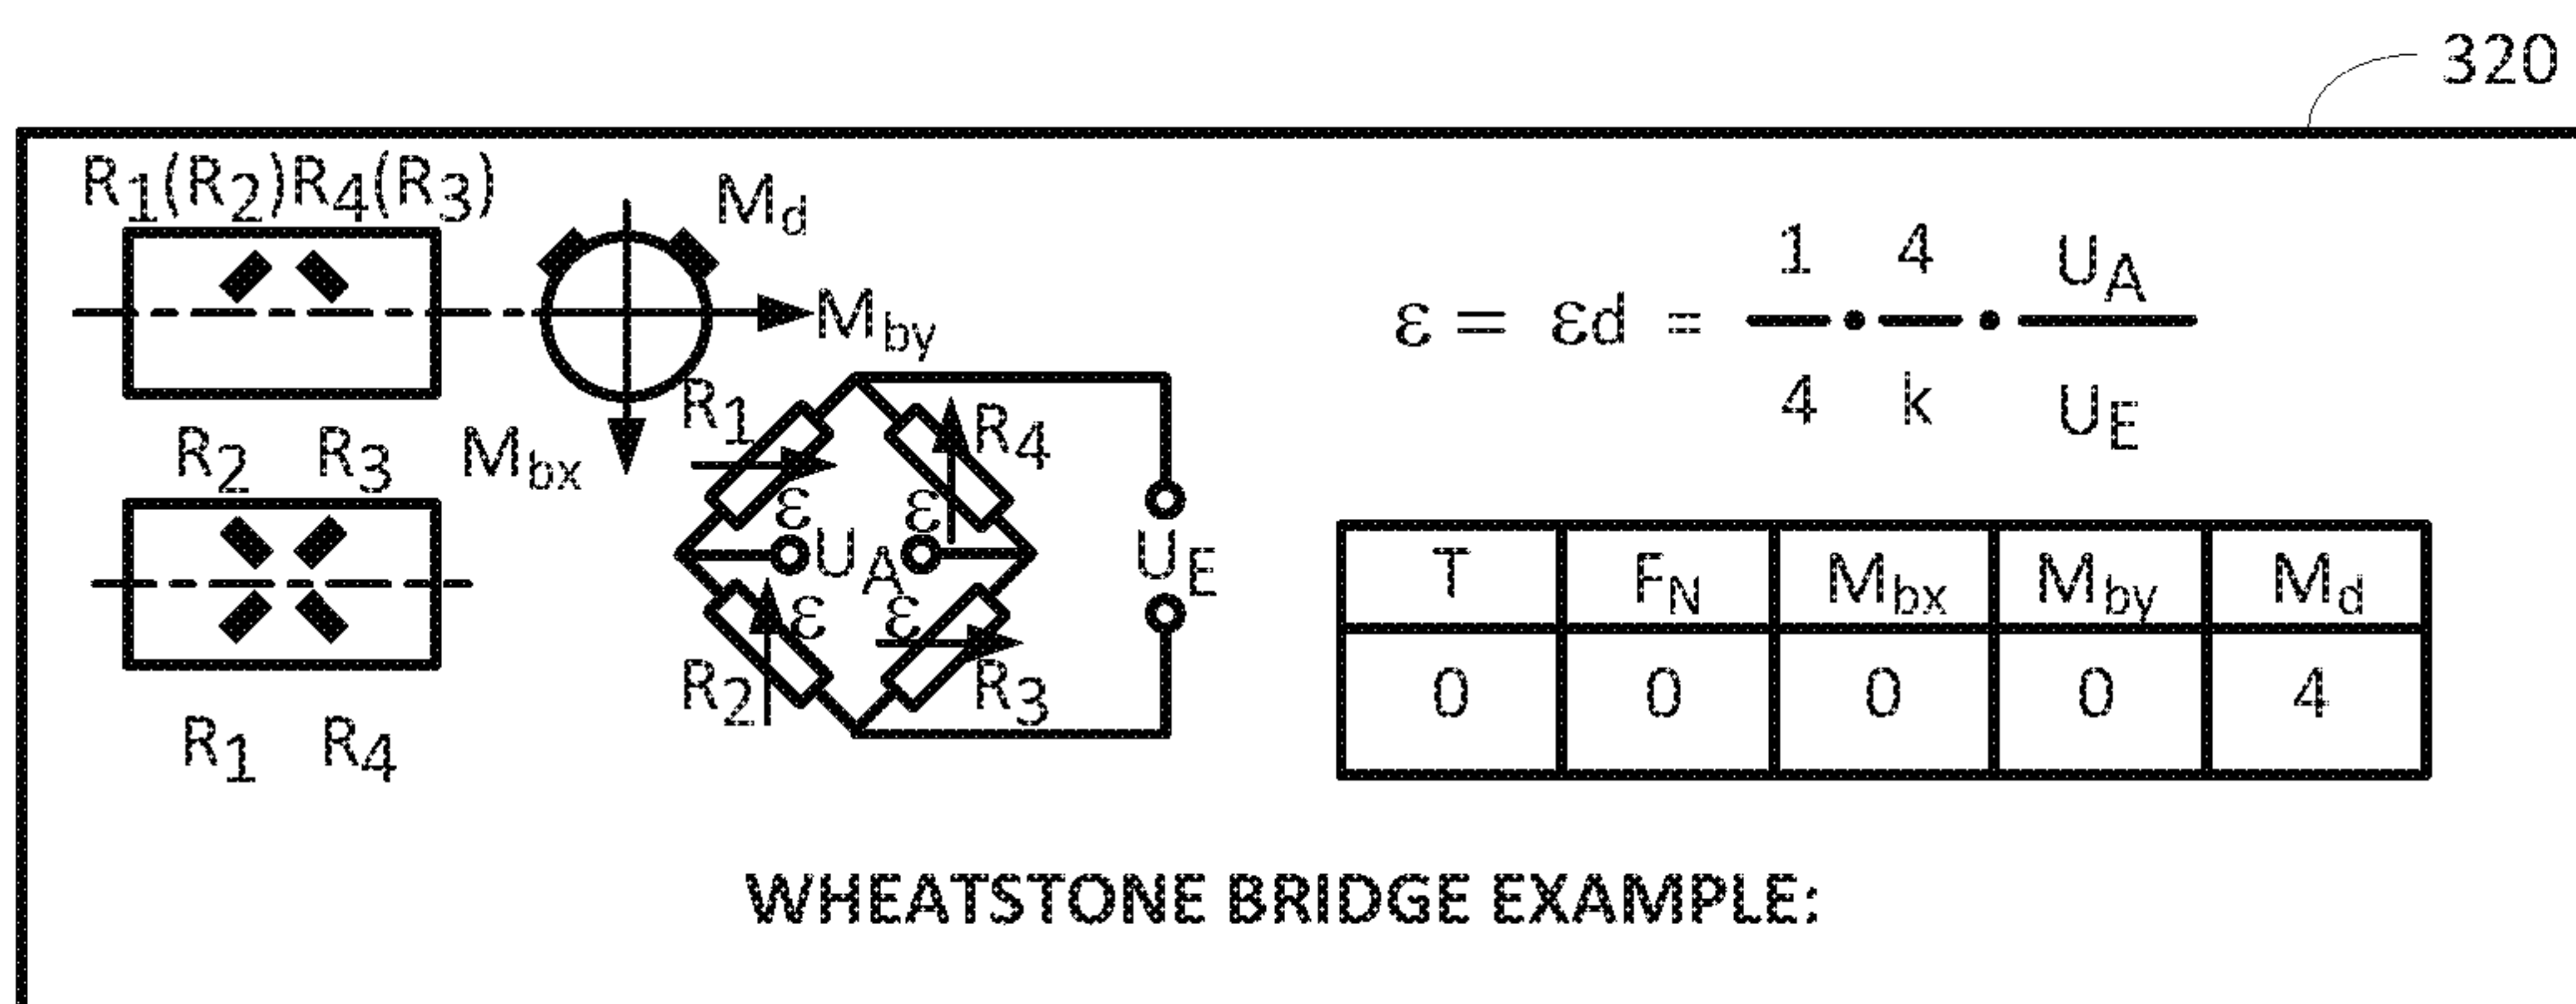 320
R1(R2)R4(R3)
Md
Mby
Mbx
R2 R3
R1 R4
R1
R4
ε ε
UA
UE
ε ε
R2
R3
ε = εd = 1/4 • 4/k • UA/UE
T FN Mbx Mby Md
0 0 0 0 4
WHEATSTONE BRIDGE EXAMPLE: